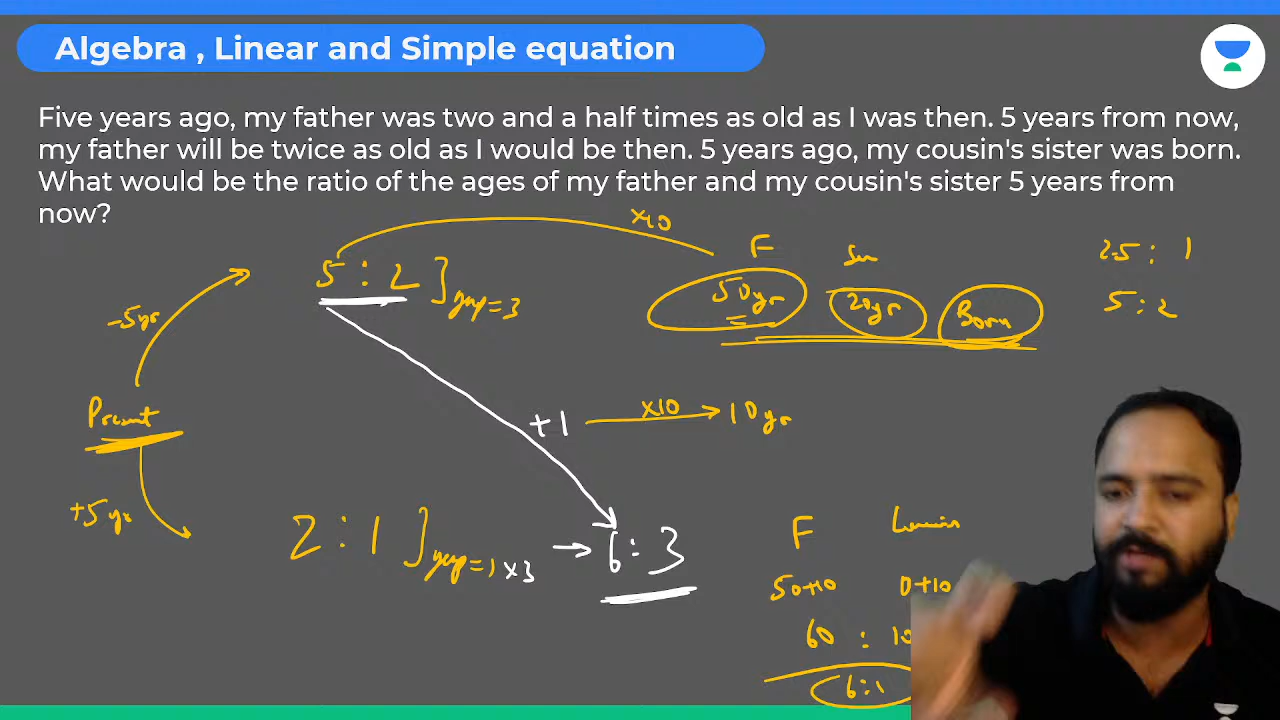 Algebra , Linear and Simple equation
Five years ago, my father was two and a half times as old as I was then. 5 years from now,
my father will be twice as old as I would be then. 5 years ago, my cousin's sister was born.
What would be the ratio of the ages of my father and my cousin's sister 5 years from
now?
×10
F
2.5 : 1
5 : 2 ] gap=3
50yr
20yr
Born
5 : 2
-5yr
Present
+1
×10
10yr
+5yr
2 : 1 ] gap=1×3
6 : 3
F
50+10
0+10
60 : 10
6:1